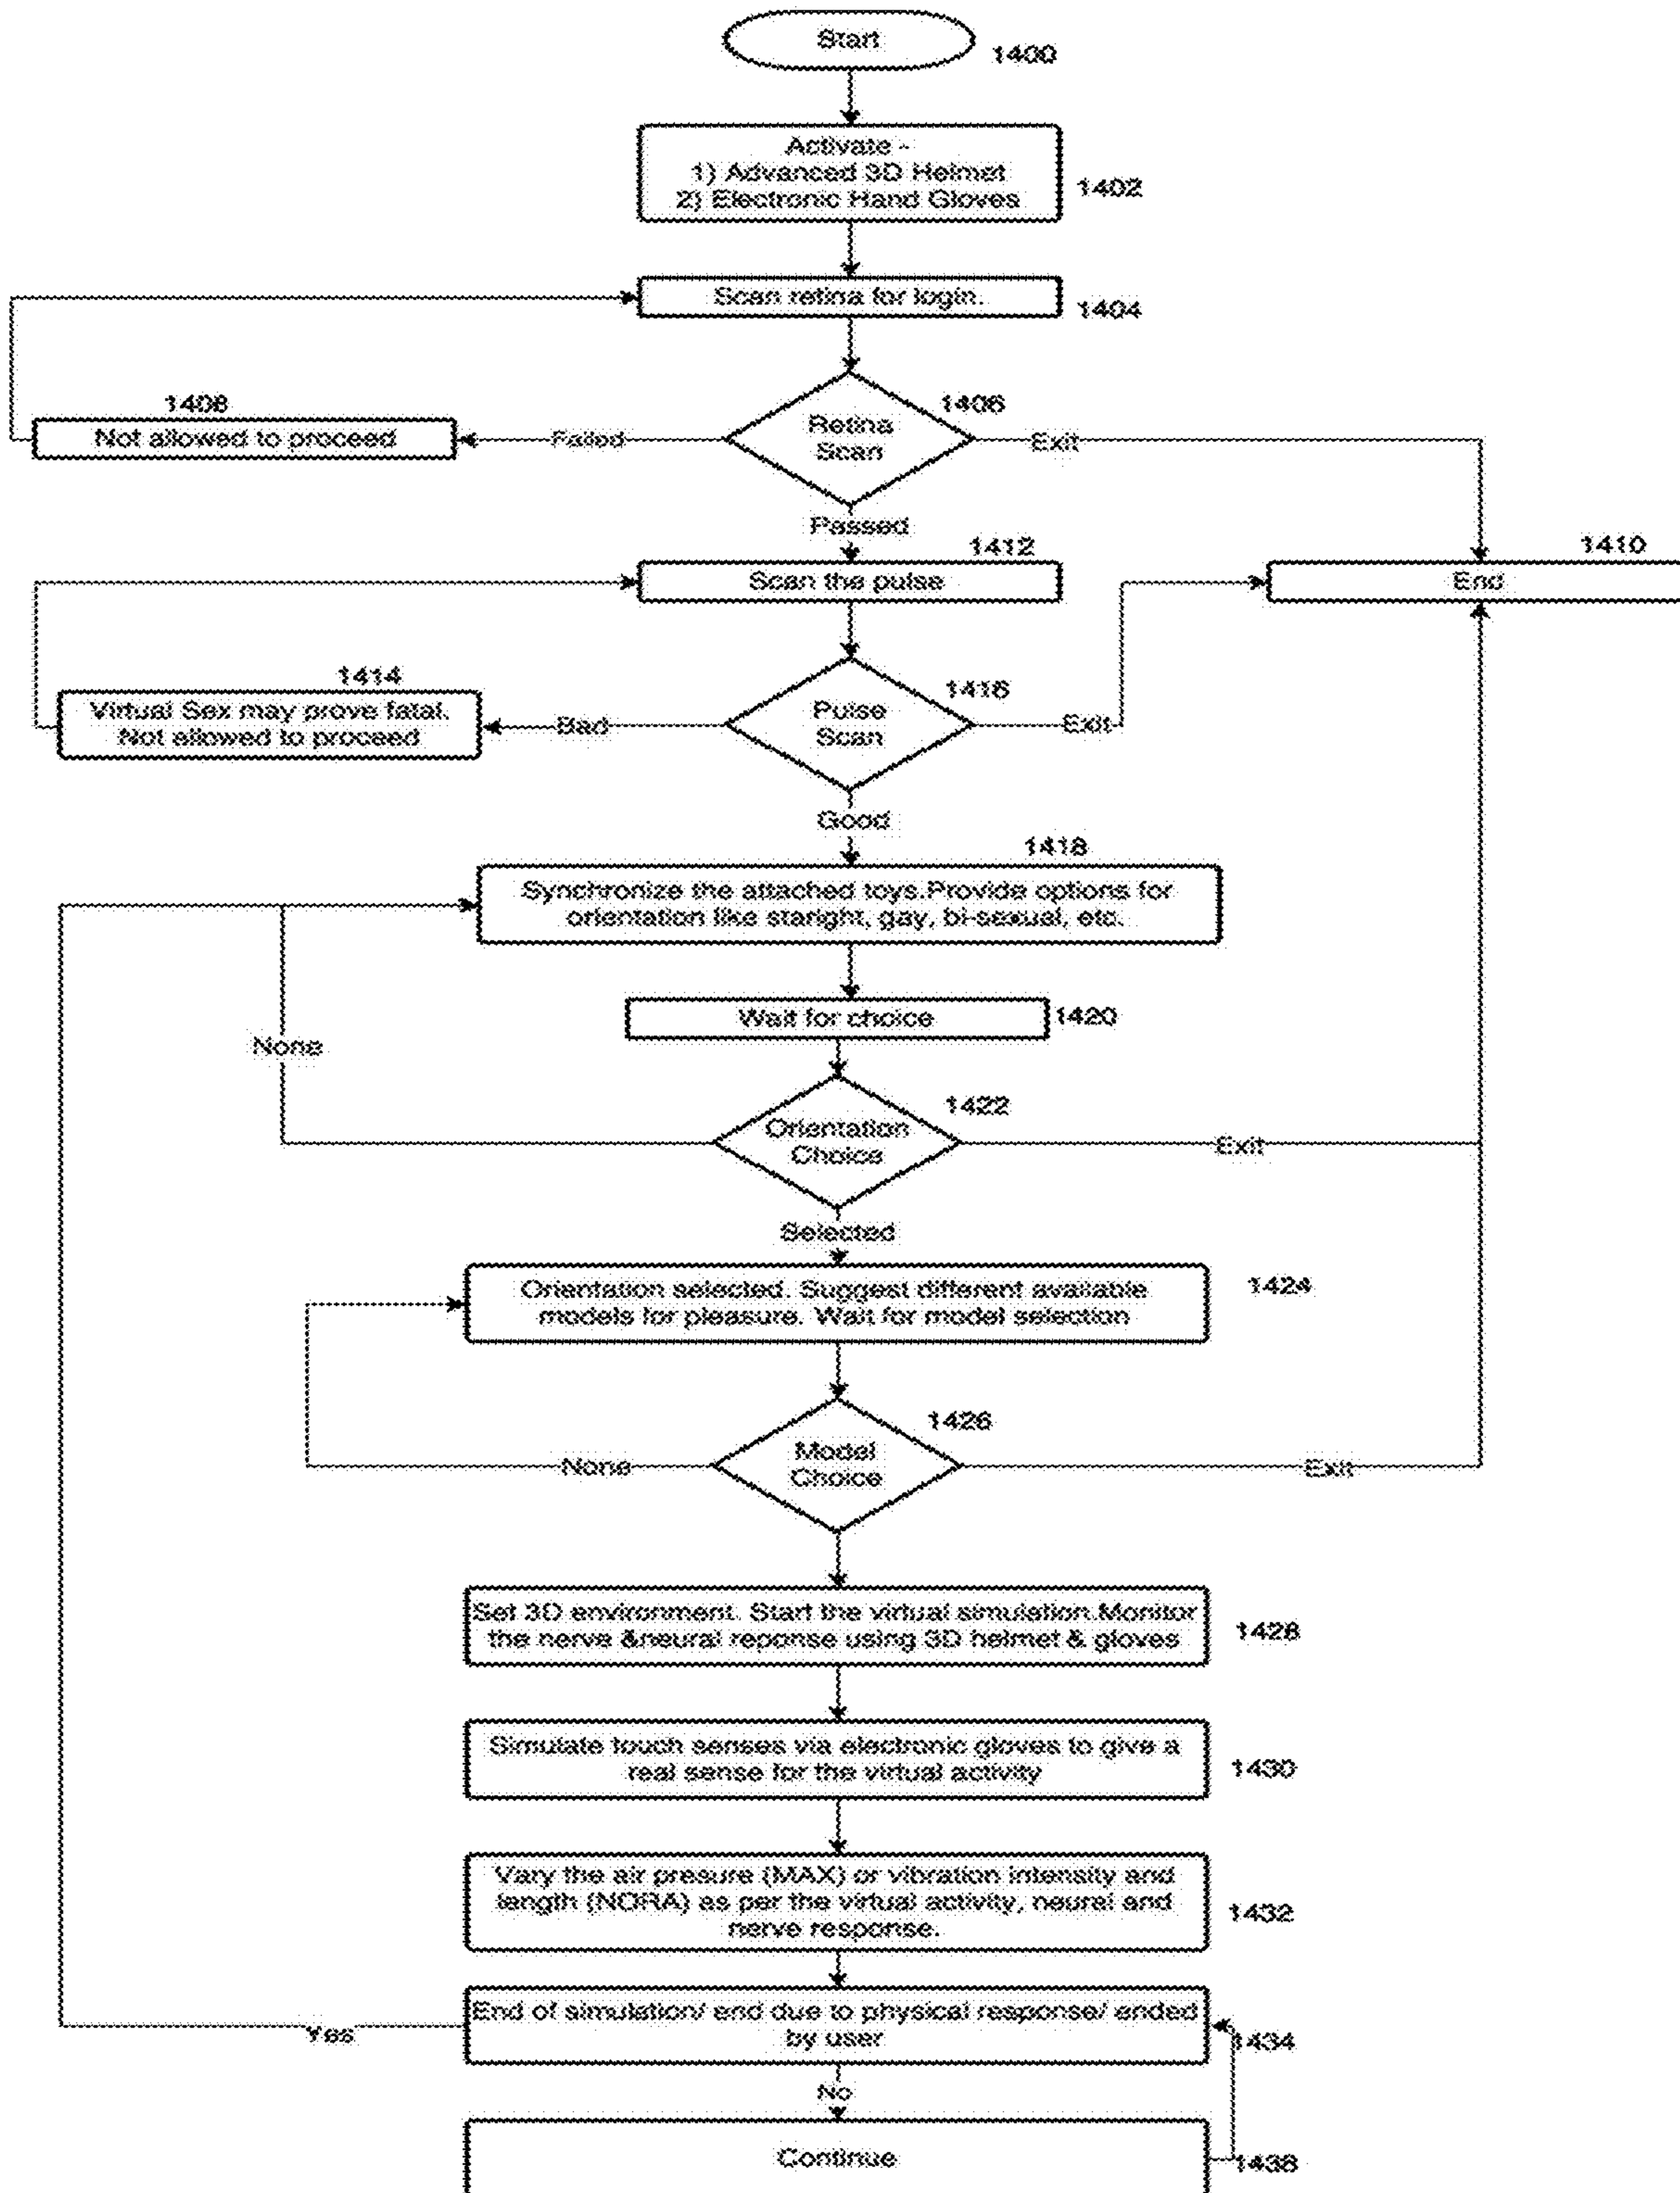 Start
1400
Activate -
1) Advanced 3D Helmet
2) Electronic Hand Gloves
1402
Scan retina for login.
1404
1408
Not allowed to proceed
Failed
Retina
Scan
1406
Exit
Passed
1412
Scan the pulse
1410
End
1414
Virtual Sex may prove fatal.
Not allowed to proceed
Bad
Pulse
Scan
1416
Exit
Good
1418
Synchronize the attached toys.Provide options for
orientation like staright, gay, bi-sexual, etc.
Wait for choice
1420
None
Orientation
Choice
1422
Exit
Selected
Orientation selected. Suggest different available
models for pleasure. Wait for model selection
1424
None
Model
Choice
1426
Exit
Set 3D environment. Start the virtual simulation.Monitor
the nerve &neural reponse using 3D helmet & gloves
1428
Simulate touch senses via electronic gloves to give a
real sense for the virtual activity
1430
Vary the air presure (MAX) or vibration intensity and
length (NORA) as per the virtual activity, neural and
nerve response.
1432
End of simulation/ end due to physical response/ ended
by user
1434
Yes
No
Continue
1436